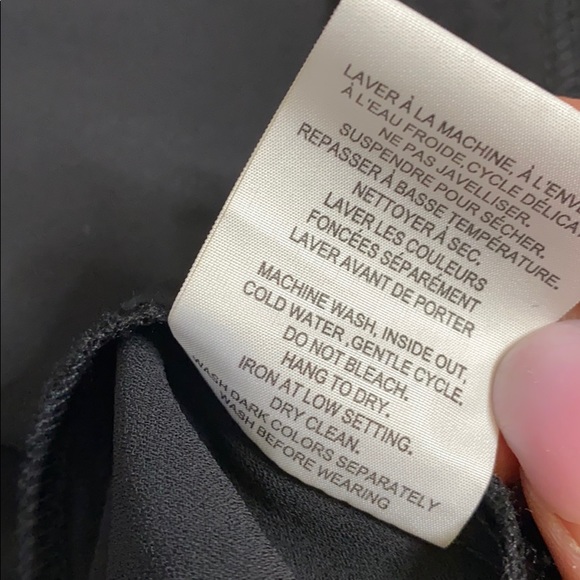 LAVER À LA MACHINE, À L'ENV
À L'EAU FROIDE,CYCLE DÉLICA
NE PAS JAVELLISER.
SUSPENDRE POUR SÉCHER.
REPASSER À BASSE TEMPÉRATURE.
NETTOYER À SEC.
LAVER LES COULEURS
FONCÉES SÉPARÉMENT
LAVER AVANT DE PORTER
MACHINE WASH, INSIDE OUT,
COLD WATER ,GENTLE CYCLE.
DO NOT BLEACH.
HANG TO DRY.
IRON AT LOW SETTING.
DRY CLEAN.
WASH DARK COLORS SEPARATELY
WASH BEFORE WEARING